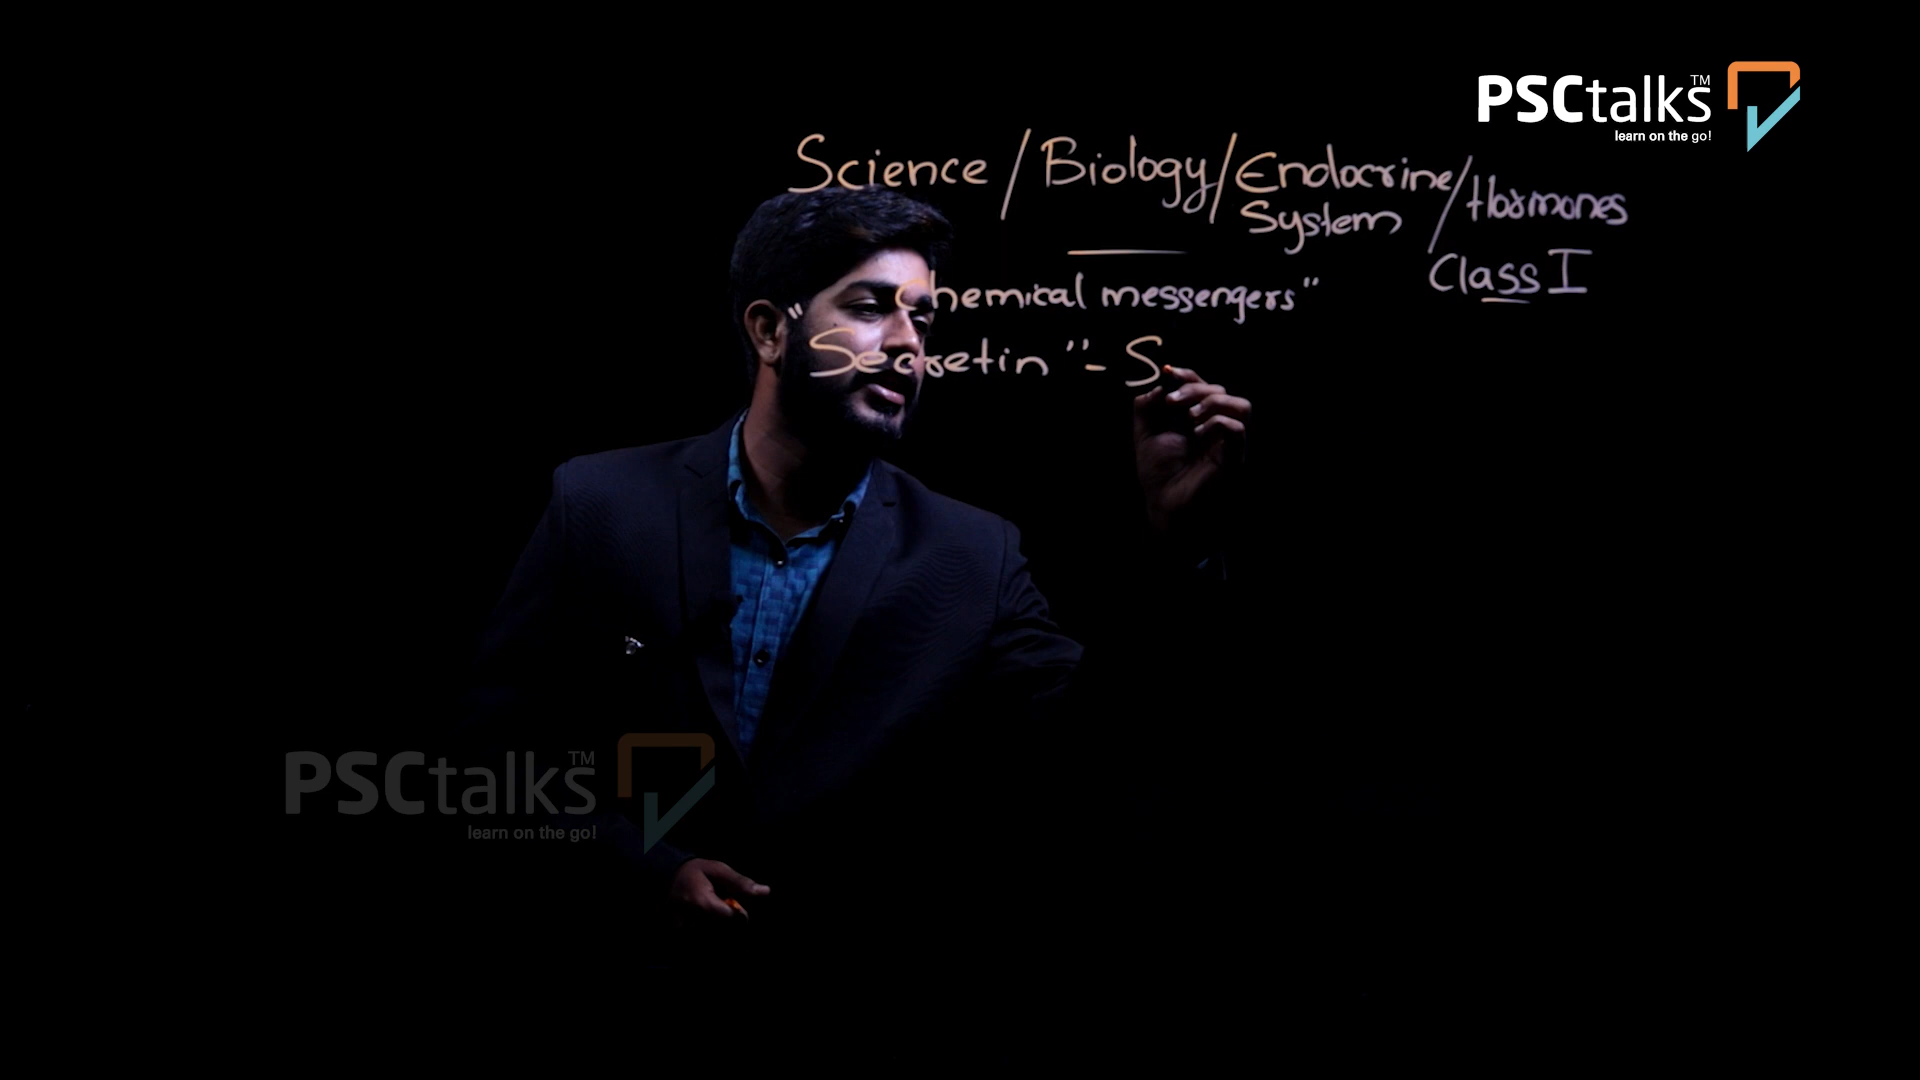 PSCtalks™
learn on the go!
Science / Biology / Endocrine System / Hormones
Class I
"Chemical messengers"
"Secretin" - S
PSCtalks™
learn on the go!